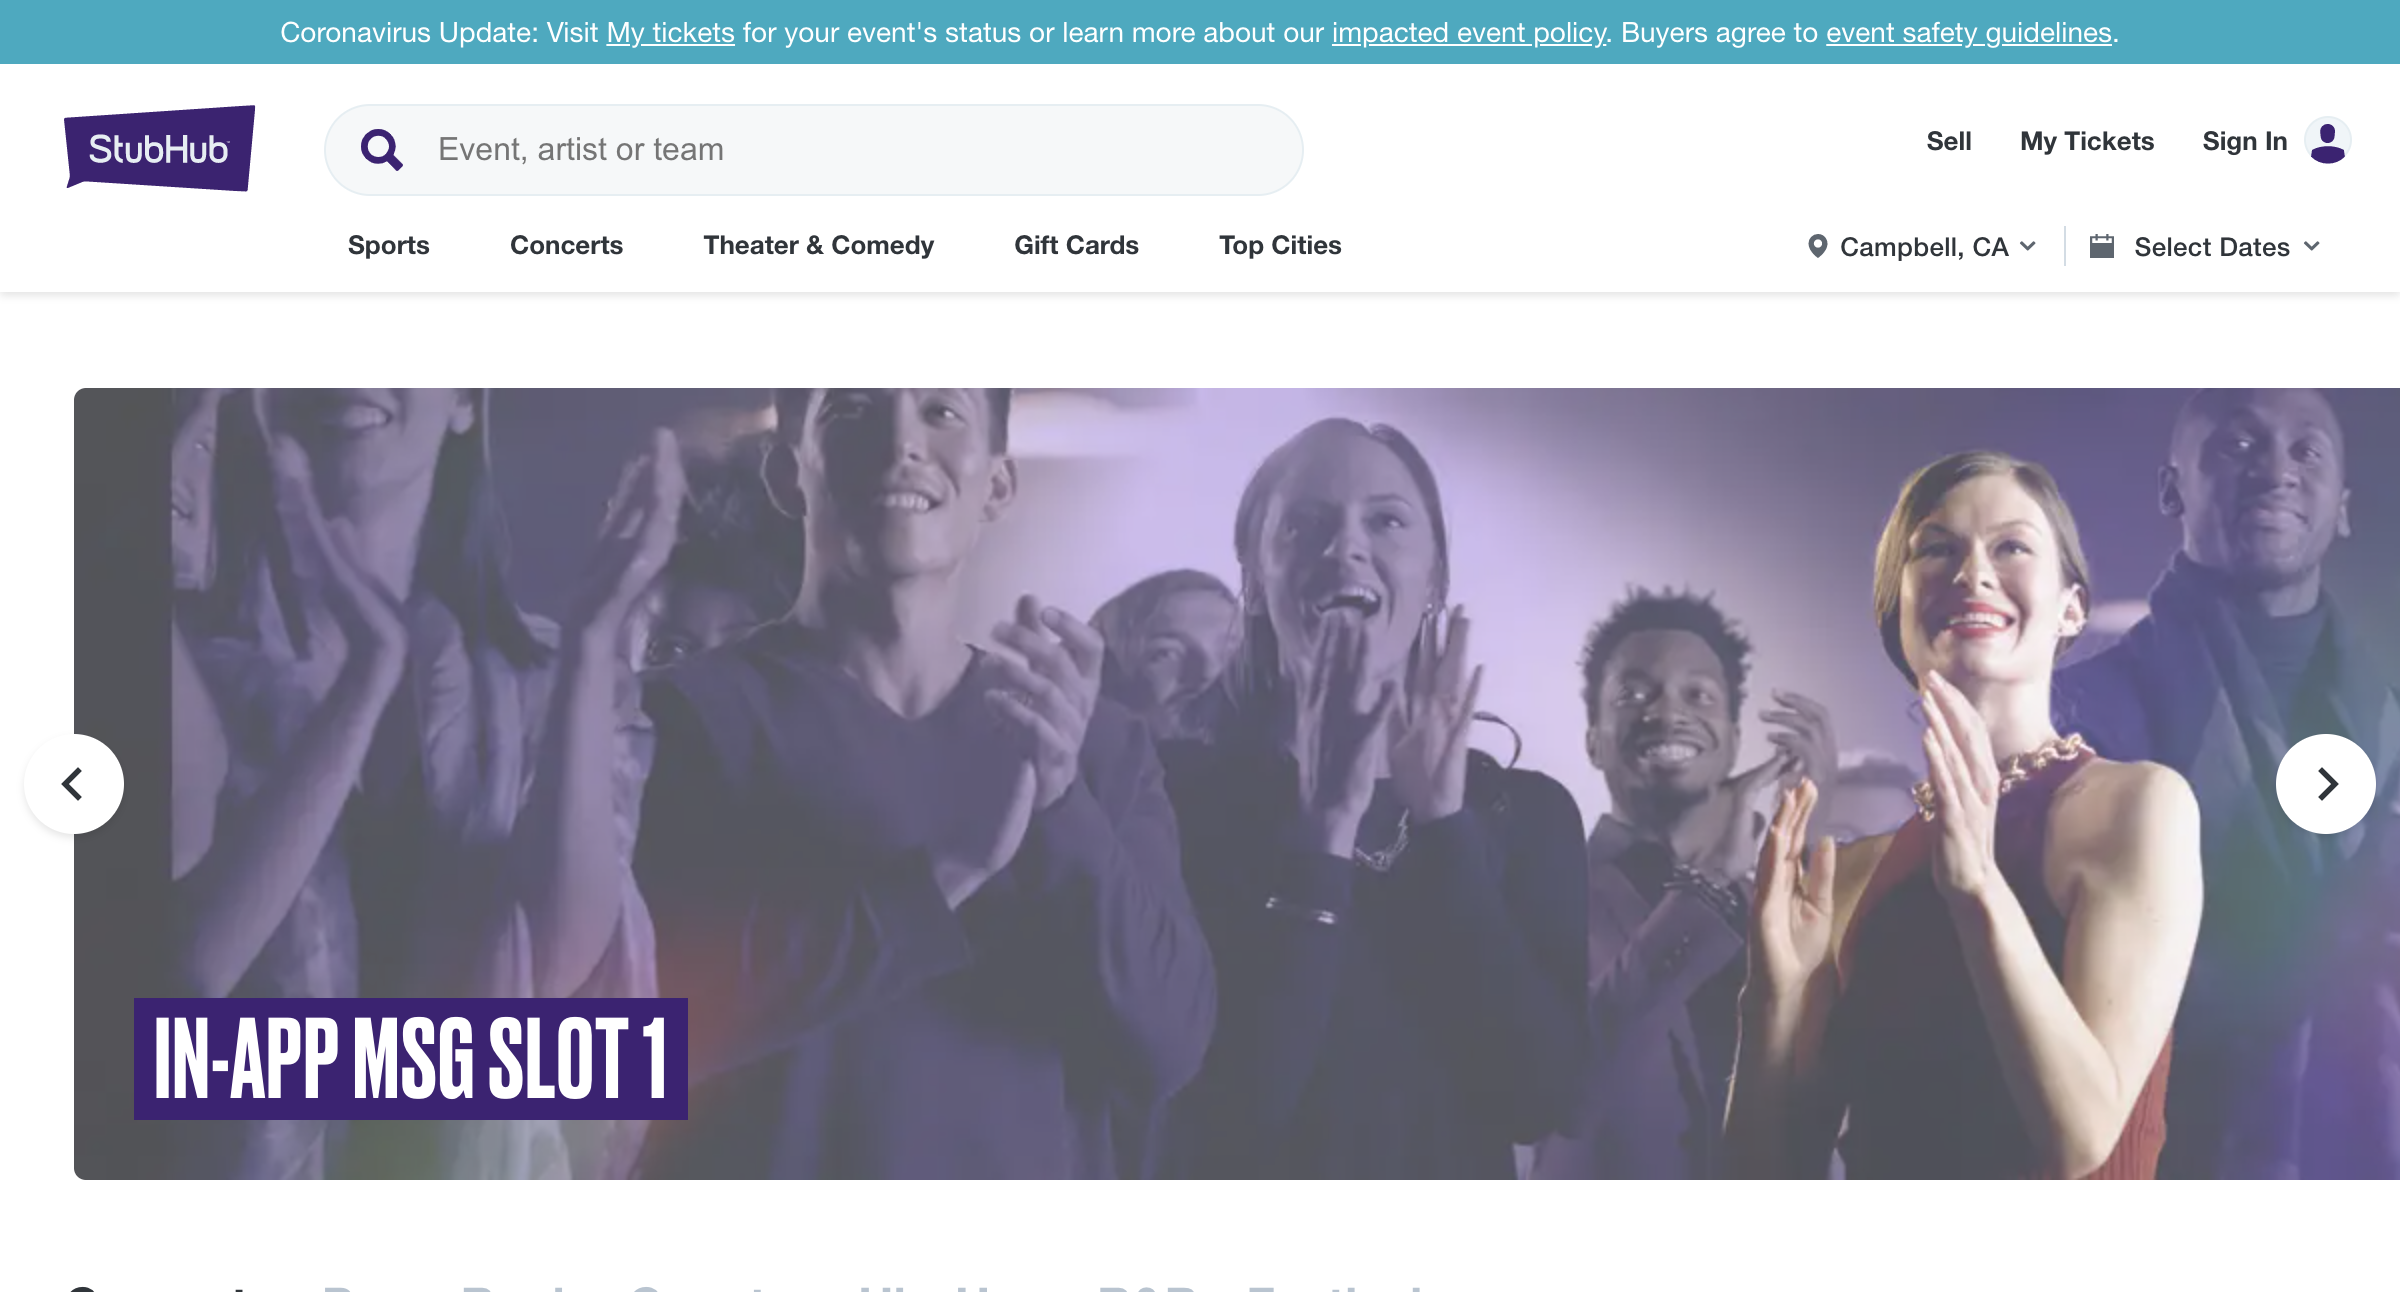 Coronavirus Update: Visit My tickets for your event's status or learn more about our impacted event policy. Buyers agree to event safety guidelines.
StubHub
Event, artist or team
Sell My Tickets Sign In
Sports Concerts Theater & Comedy Gift Cards Top Cities
Campbell, CA Select Dates
IN-APP MSG SLOT 1